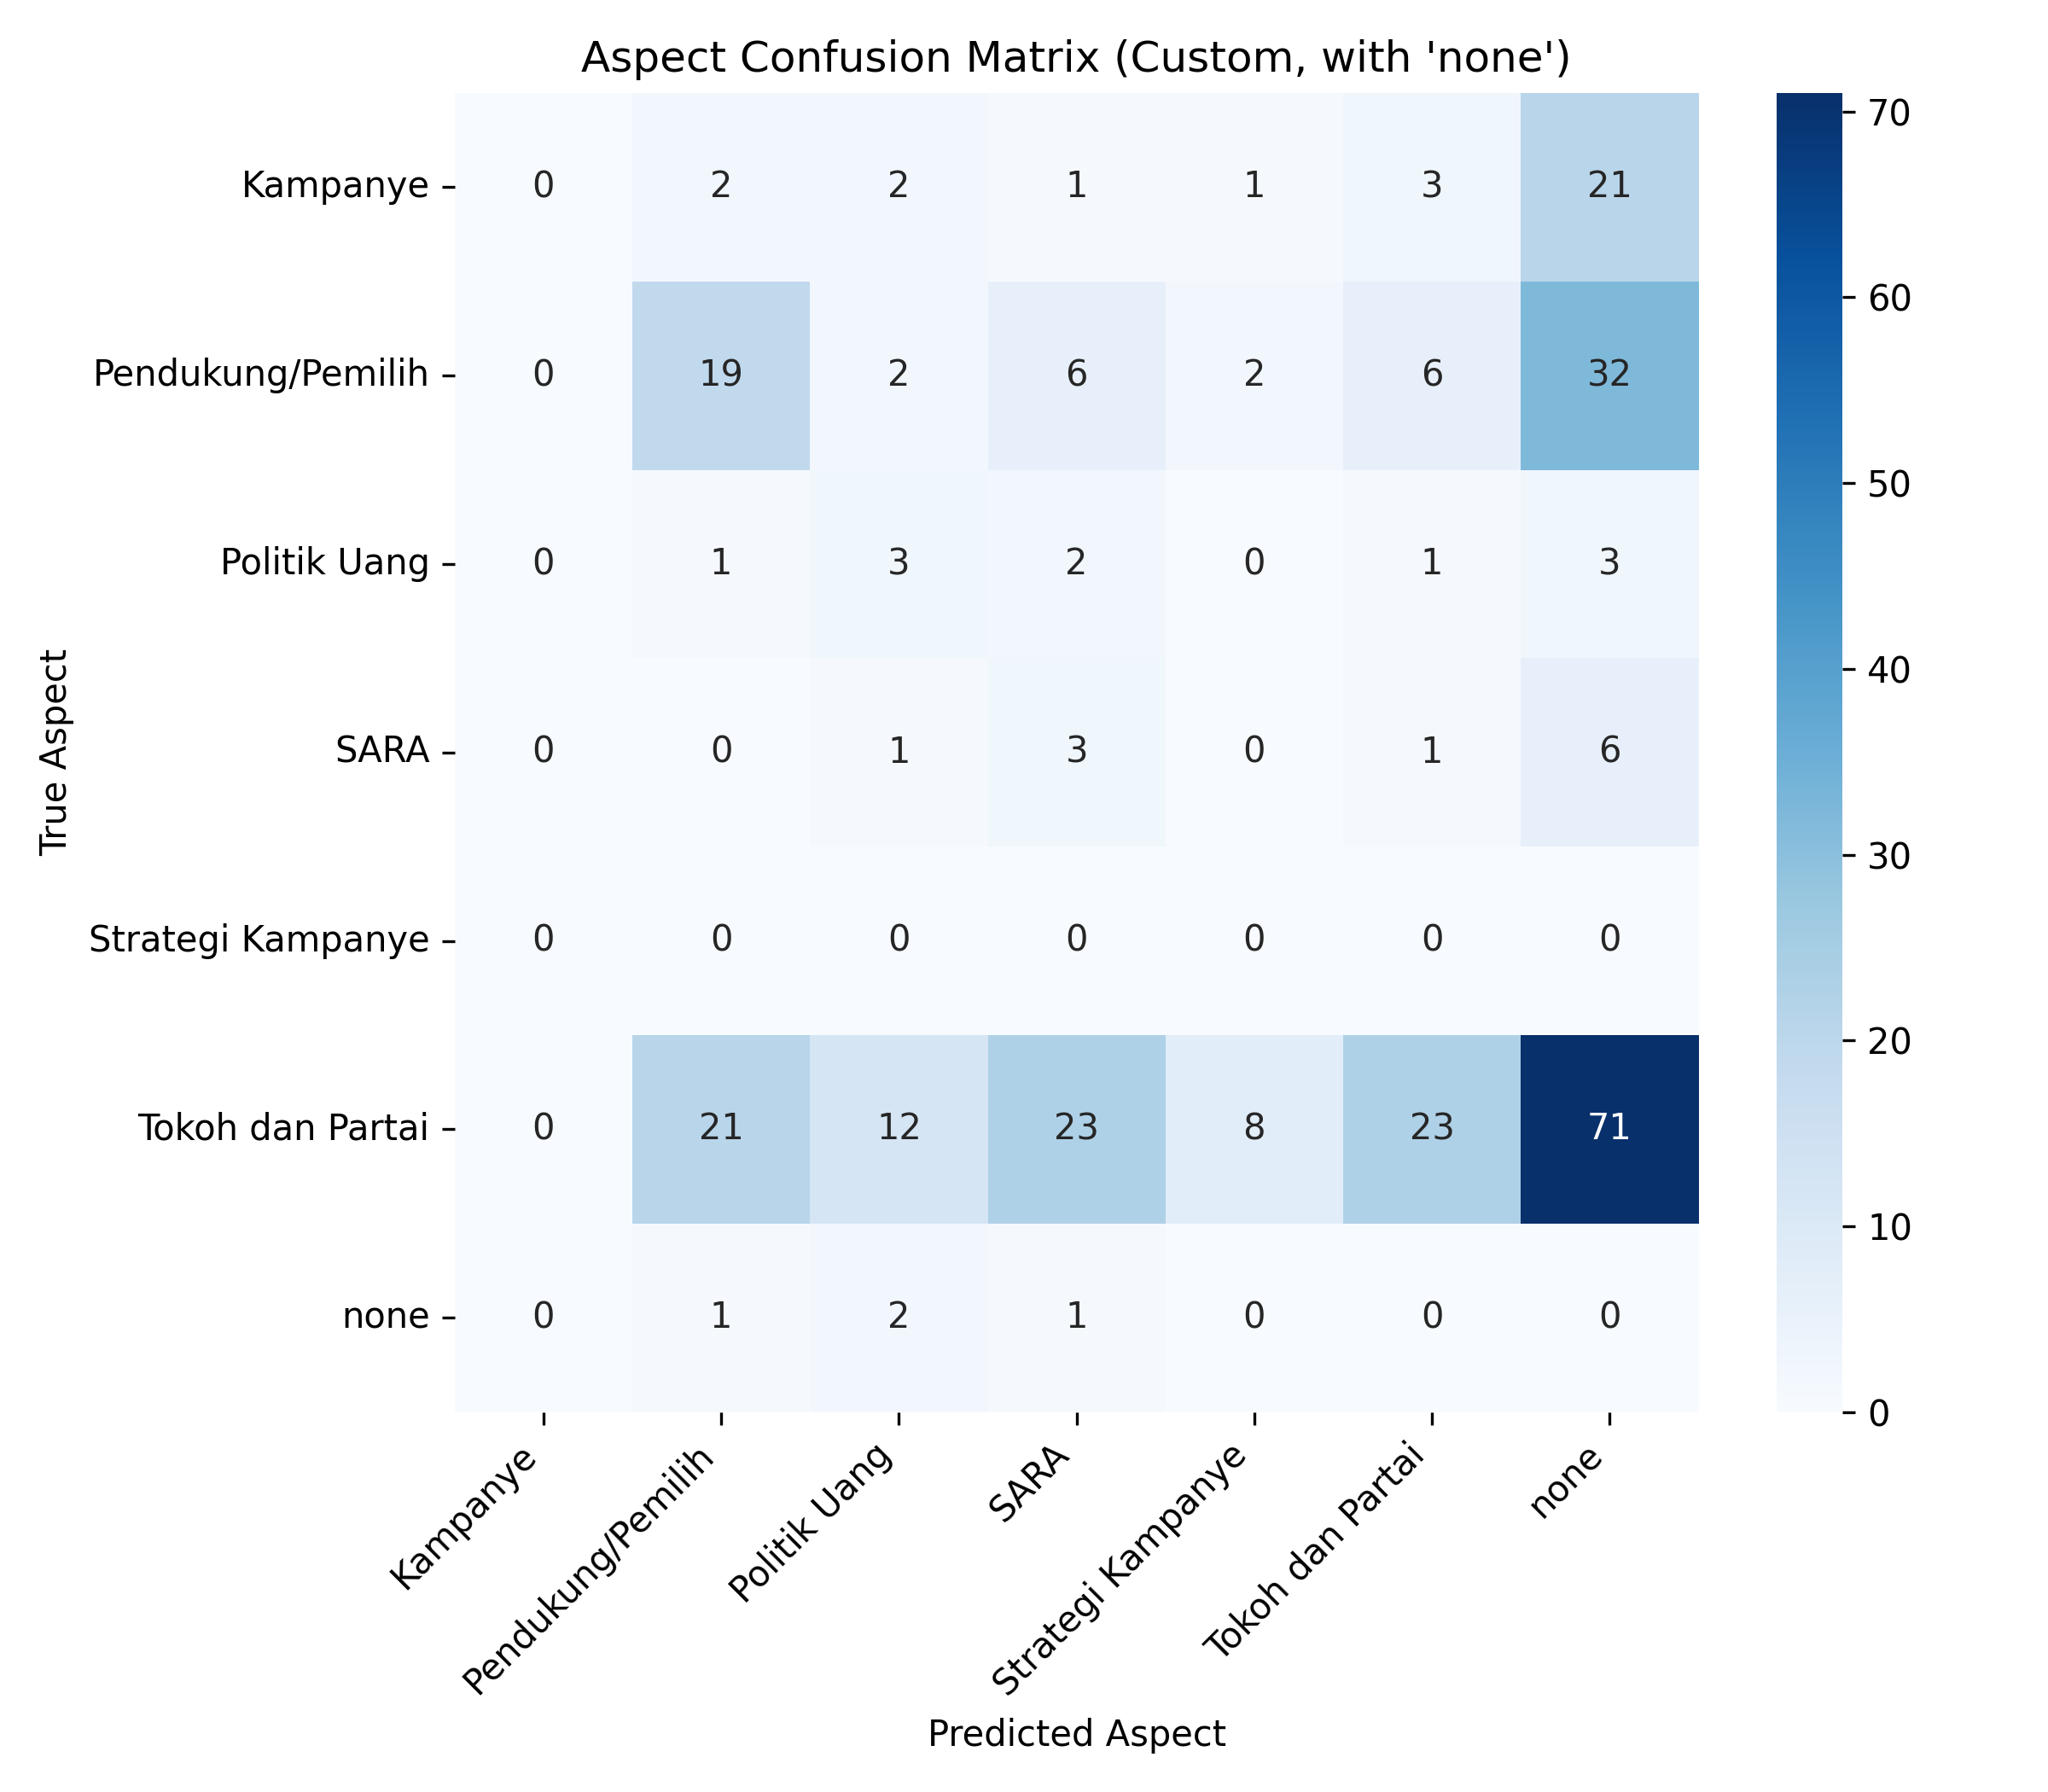 Aspect Confusion Matrix (Custom, with 'none')
True Aspect
Kampanye 0 2 2 1 1 3 21
Pendukung/Pemilih 0 19 2 6 2 6 32
Politik Uang 0 1 3 2 0 1 3
SARA 0 0 1 3 0 1 6
Strategi Kampanye 0 0 0 0 0 0 0
Tokoh dan Partai 0 21 12 23 8 23 71
none 0 1 2 1 0 0 0
Kampanye
Pendukung/Pemilih
Politik Uang
SARA
Strategi Kampanye
Tokoh dan Partai
none
Predicted Aspect
70
60
50
40
30
20
10
0